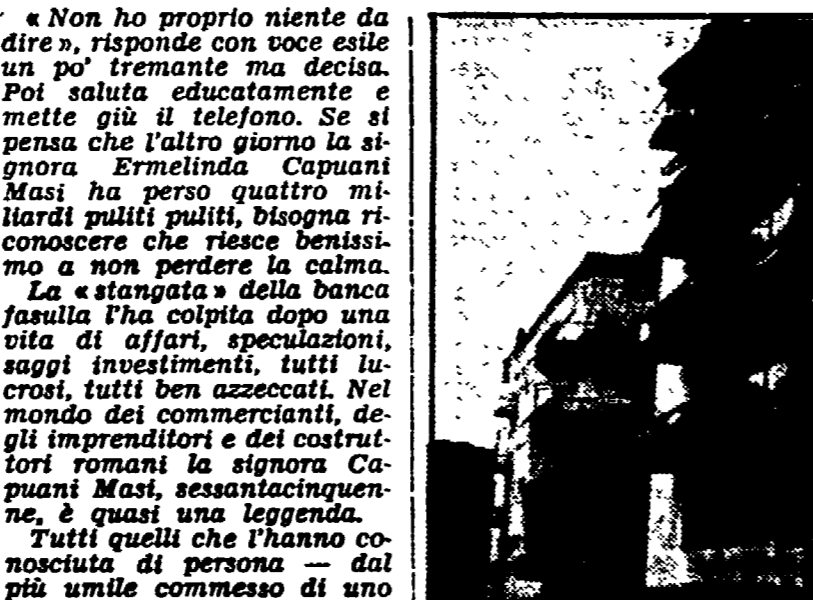 « Non ho proprio niente da
dire », risponde con voce esile
un po' tremante ma decisa.
Poi saluta educatamente e
mette giù il telefono. Se si
pensa che l'altro giorno la si-
gnora Ermelinda Capuani
Masi ha perso quattro mi-
liardi puliti puliti, bisogna ri-
conoscere che riesce benissi-
mo a non perdere la calma.
La « stangata » della banca
fasulla l'ha colpita dopo una
vita di affari, speculazioni,
saggi investimenti, tutti lu-
crosi, tutti ben azzeccati. Nel
mondo dei commercianti, de-
gli imprenditori e dei costrut-
tori romani la signora Ca-
puani Masi, sessantacinquen-
ne, è quasi una leggenda.
Tutti quelli che l'hanno co-
nosciuta di persona — dal
più umile commesso di uno